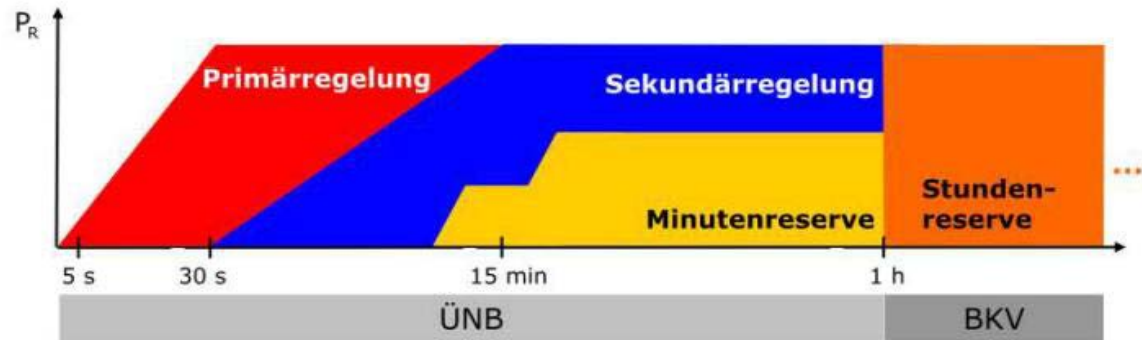 P_R
Primärregelung
Sekundärregelung
Minutenreserve
Stunden-
reserve
...
5 s
30 s
15 min
1 h
ÜNB
BKV